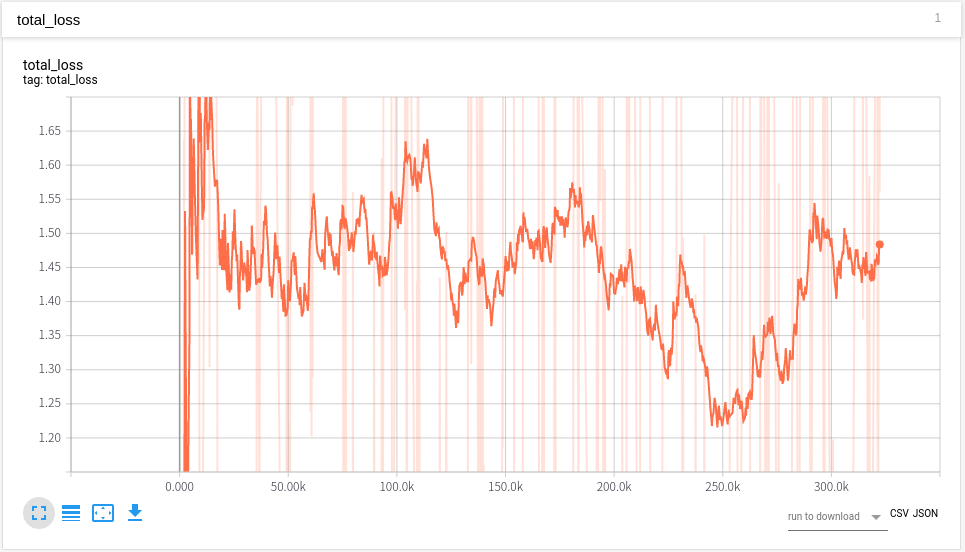 total_loss
1
total_loss
tag: total_loss
1.65
1.60
1.55
1.50
1.45
1.40
1.35
1.30
1.25
1.20
0.000 50.00k 100.0k 150.0k 200.0k 250.0k 300.0k
run to download CSV JSON